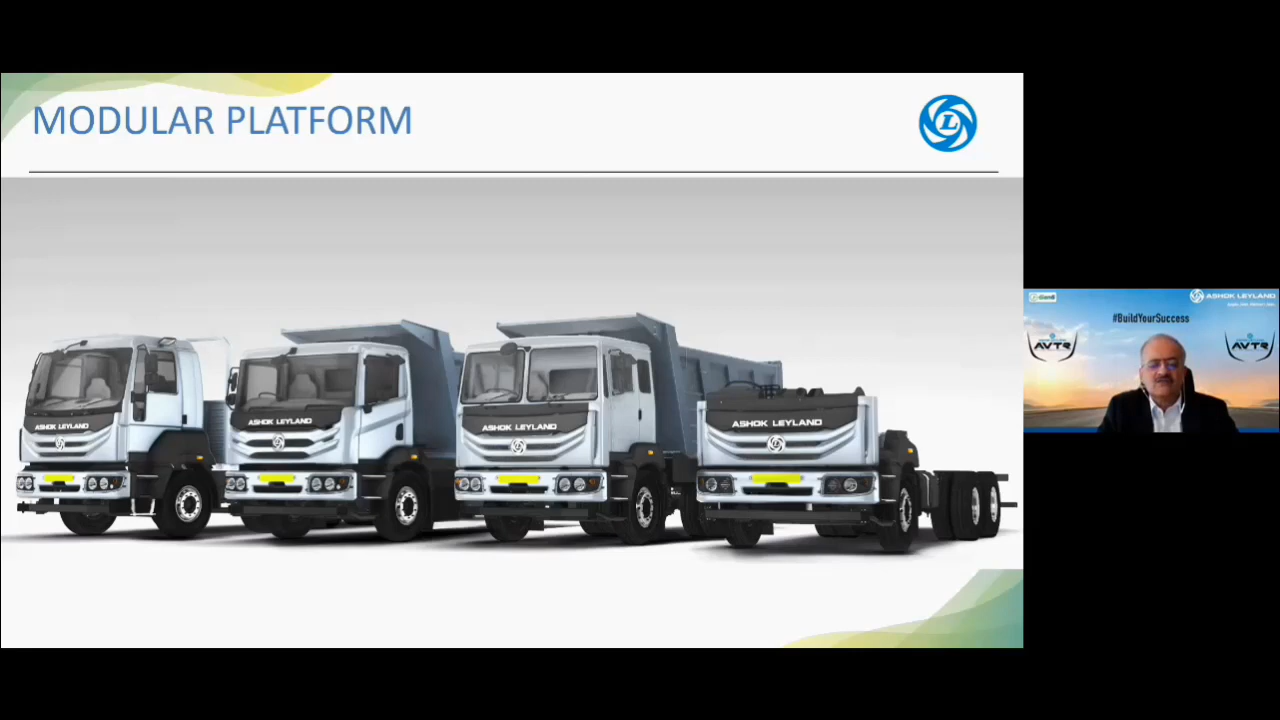 MODULAR PLATFORM
L
ASHOK LEYLAND
ASHOK LEYLAND
ASHOK LEYLAND
ASHOK LEYLAND
ASHOK LEYLAND
#BuildYourSuccess
AVTR
AVTR